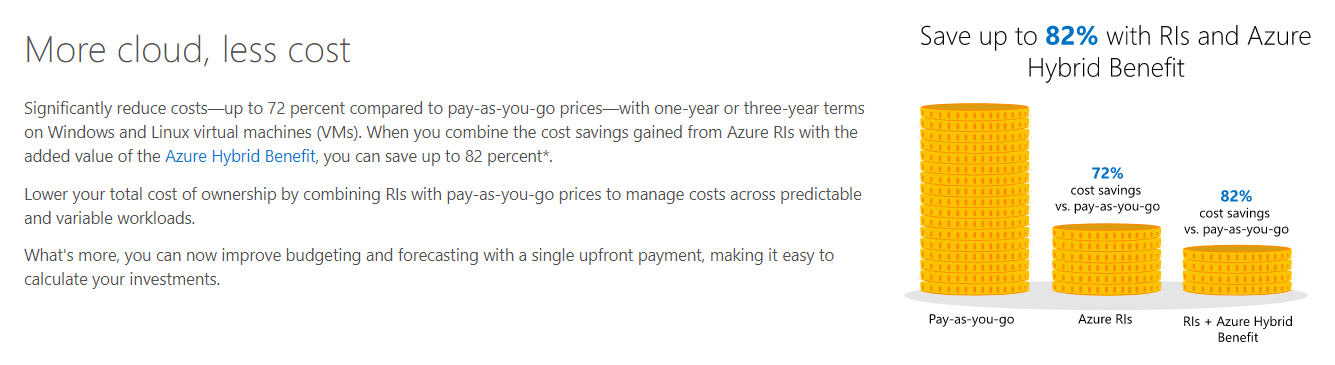 More cloud, less cost
Significantly reduce costs—up to 72 percent compared to pay-as-you-go prices—with one-year or three-year terms
on Windows and Linux virtual machines (VMs). When you combine the cost savings gained from Azure RIs with the
added value of the Azure Hybrid Benefit, you can save up to 82 percent*.
Lower your total cost of ownership by combining RIs with pay-as-you-go prices to manage costs across predictable
and variable workloads.
What's more, you can now improve budgeting and forecasting with a single upfront payment, making it easy to
calculate your investments.
Save up to 82% with RIs and Azure
Hybrid Benefit
72%
cost savings
vs. pay-as-you-go
82%
cost savings
vs. pay-as-you-go
Pay-as-you-go
Azure RIs
RIs + Azure Hybrid
Benefit